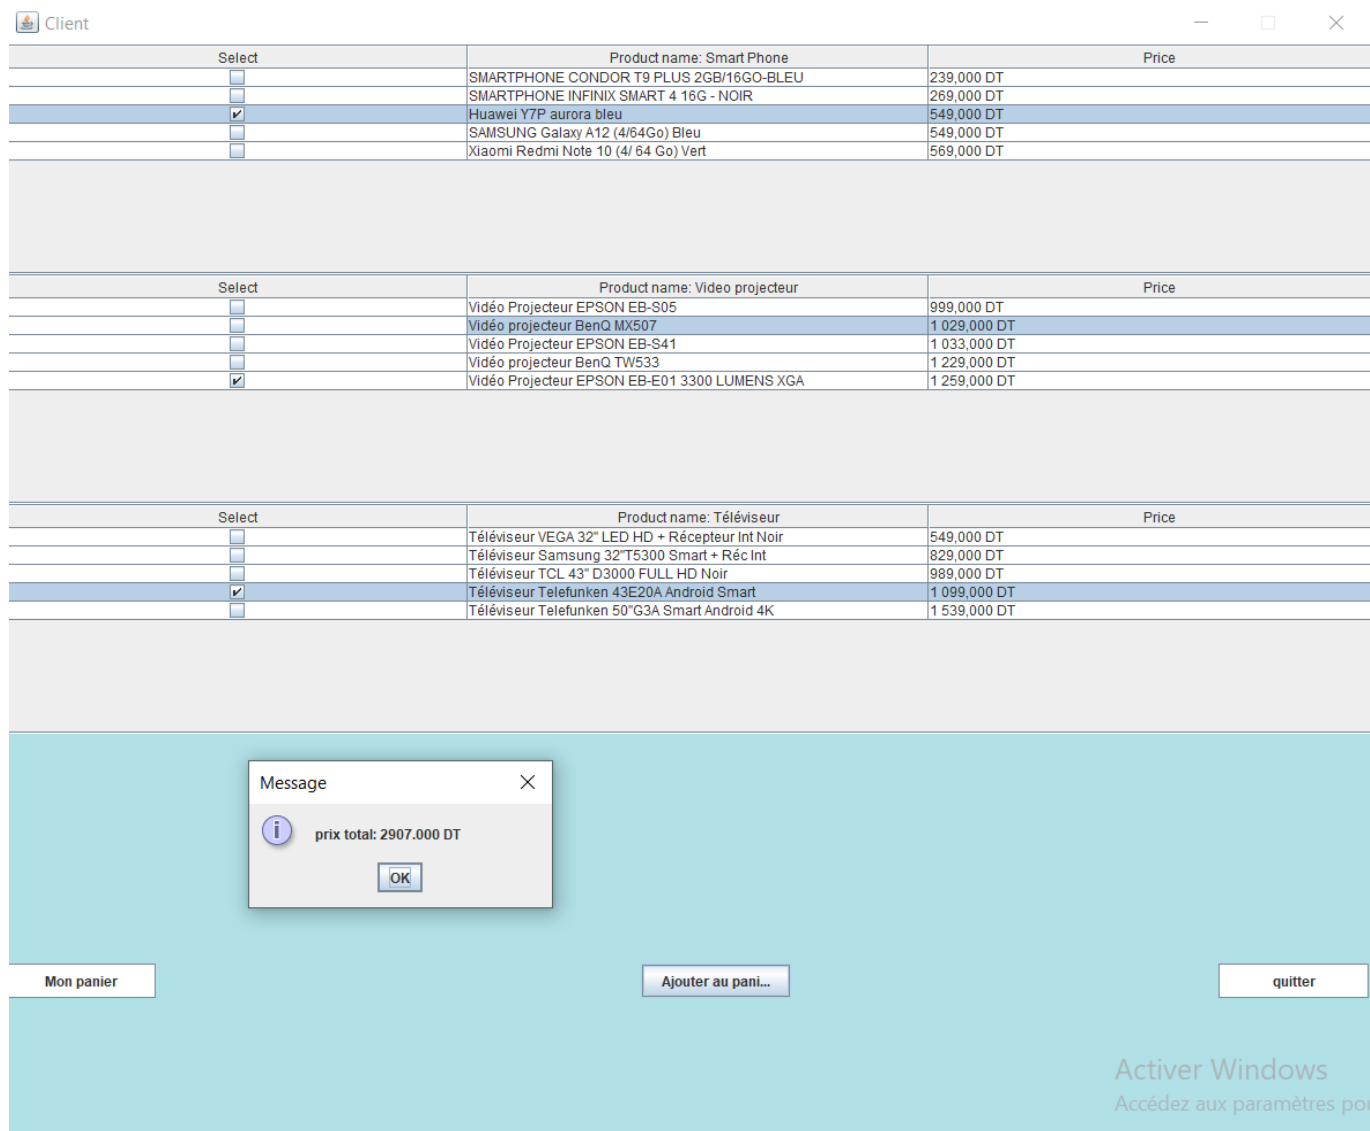 Client
Select Product name: Smart Phone Price
SMARTPHONE CONDOR T9 PLUS 2GB/16GO-BLEU 239,000 DT
SMARTPHONE INFINIX SMART 4 16G - NOIR 269,000 DT
Huawei Y7P aurora bleu 549,000 DT
SAMSUNG Galaxy A12 (4/64Go) Bleu 549,000 DT
Xiaomi Redmi Note 10 (4/ 64 Go) Vert 569,000 DT
Select Product name: Video projecteur Price
Vidéo Projecteur EPSON EB-S05 999,000 DT
Vidéo projecteur BenQ MX507 1 029,000 DT
Vidéo Projecteur EPSON EB-S41 1 033,000 DT
Vidéo projecteur BenQ TW533 1 229,000 DT
Vidéo Projecteur EPSON EB-E01 3300 LUMENS XGA 1 259,000 DT
Select Product name: Téléviseur Price
Téléviseur VEGA 32" LED HD + Récepteur Int Noir 549,000 DT
Téléviseur Samsung 32"T5300 Smart + Réc Int 829,000 DT
Téléviseur TCL 43" D3000 FULL HD Noir 989,000 DT
Téléviseur Telefunken 43E20A Android Smart 1 099,000 DT
Téléviseur Telefunken 50"G3A Smart Android 4K 1 539,000 DT
Message
prix total: 2907.000 DT
OK
Mon panier Ajouter au pani... quitter
Activer Windows
Accédez aux paramètres po